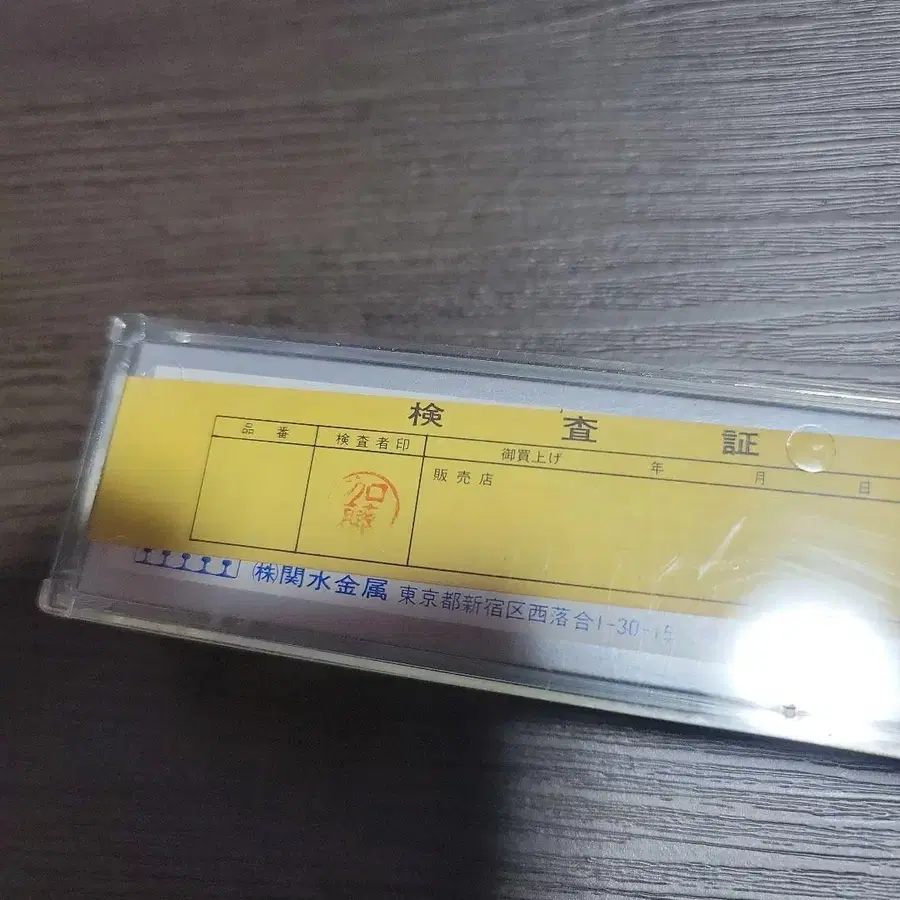 検査証
品番 検査者印 御買上げ 年 月 日
販売店
加藤
㈱関水金属 東京都新宿区西落合1-30-15